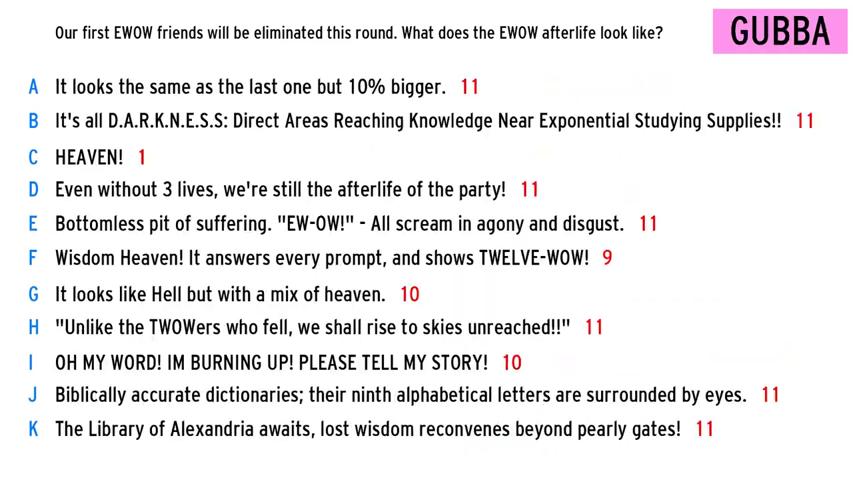 Our first EWOW friends will be eliminated this round. What does the EWOW afterlife look like?
GUBBA
A It looks the same as the last one but 10% bigger. 11
B It's all D.A.R.K.N.E.S.S: Direct Areas Reaching Knowledge Near Exponential Studying Supplies!! 11
C HEAVEN! 1
D Even without 3 lives, we're still the afterlife of the party! 11
E Bottomless pit of suffering. "EW-OW!" - All scream in agony and disgust. 11
F Wisdom Heaven! It answers every prompt, and shows TWELVE-WOW! 9
G It looks like Hell but with a mix of heaven. 10
H "Unlike the TWOWers who fell, we shall rise to skies unreached!!" 11
I OH MY WORD! IM BURNING UP! PLEASE TELL MY STORY! 10
J Biblically accurate dictionaries; their ninth alphabetical letters are surrounded by eyes. 11
K The Library of Alexandria awaits, lost wisdom reconvenes beyond pearly gates! 11